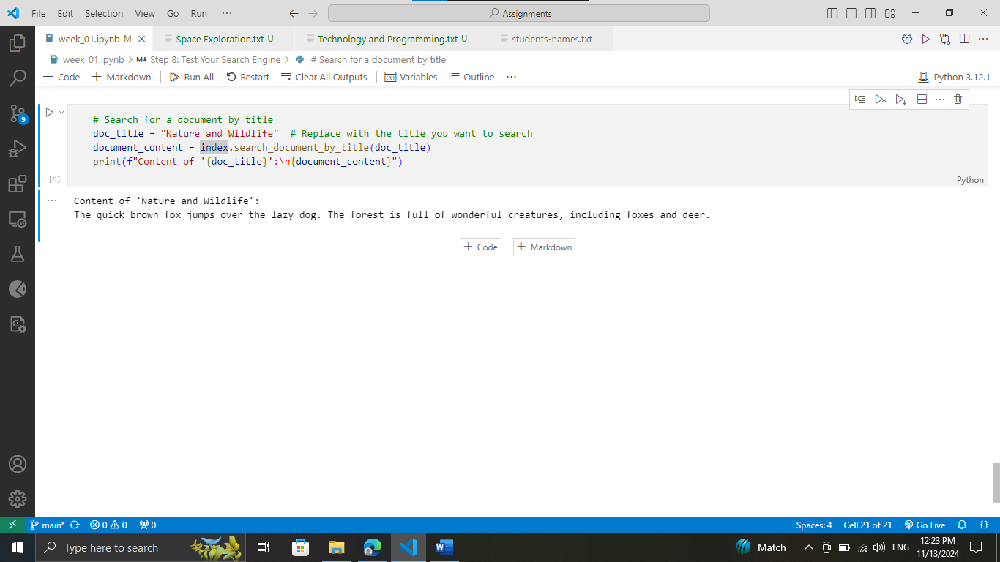 File Edit Selection View Go Run ···
Assignments
week_01.ipynb M
Space Exploration.txt U
Technology and Programming.txt U
students-names.txt
week_01.ipynb > M↓ Step 8: Test Your Search Engine > # Search for a document by title
+ Code + Markdown Run All Restart Clear All Outputs Variables Outline ···
Python 3.12.1
# Search for a document by title
doc_title = "Nature and Wildlife"  # Replace with the title you want to search
document_content = index.search_document_by_title(doc_title)
print(f"Content of '{doc_title}':\n{document_content}")
[6]
Python
Content of 'Nature and Wildlife':
The quick brown fox jumps over the lazy dog. The forest is full of wonderful creatures, including foxes and deer.
+ Code + Markdown
9
main* 0 0 0
Spaces: 4 Cell 21 of 21 Go Live {}
Type here to search
Match
ENG
12:23 PM
11/13/2024